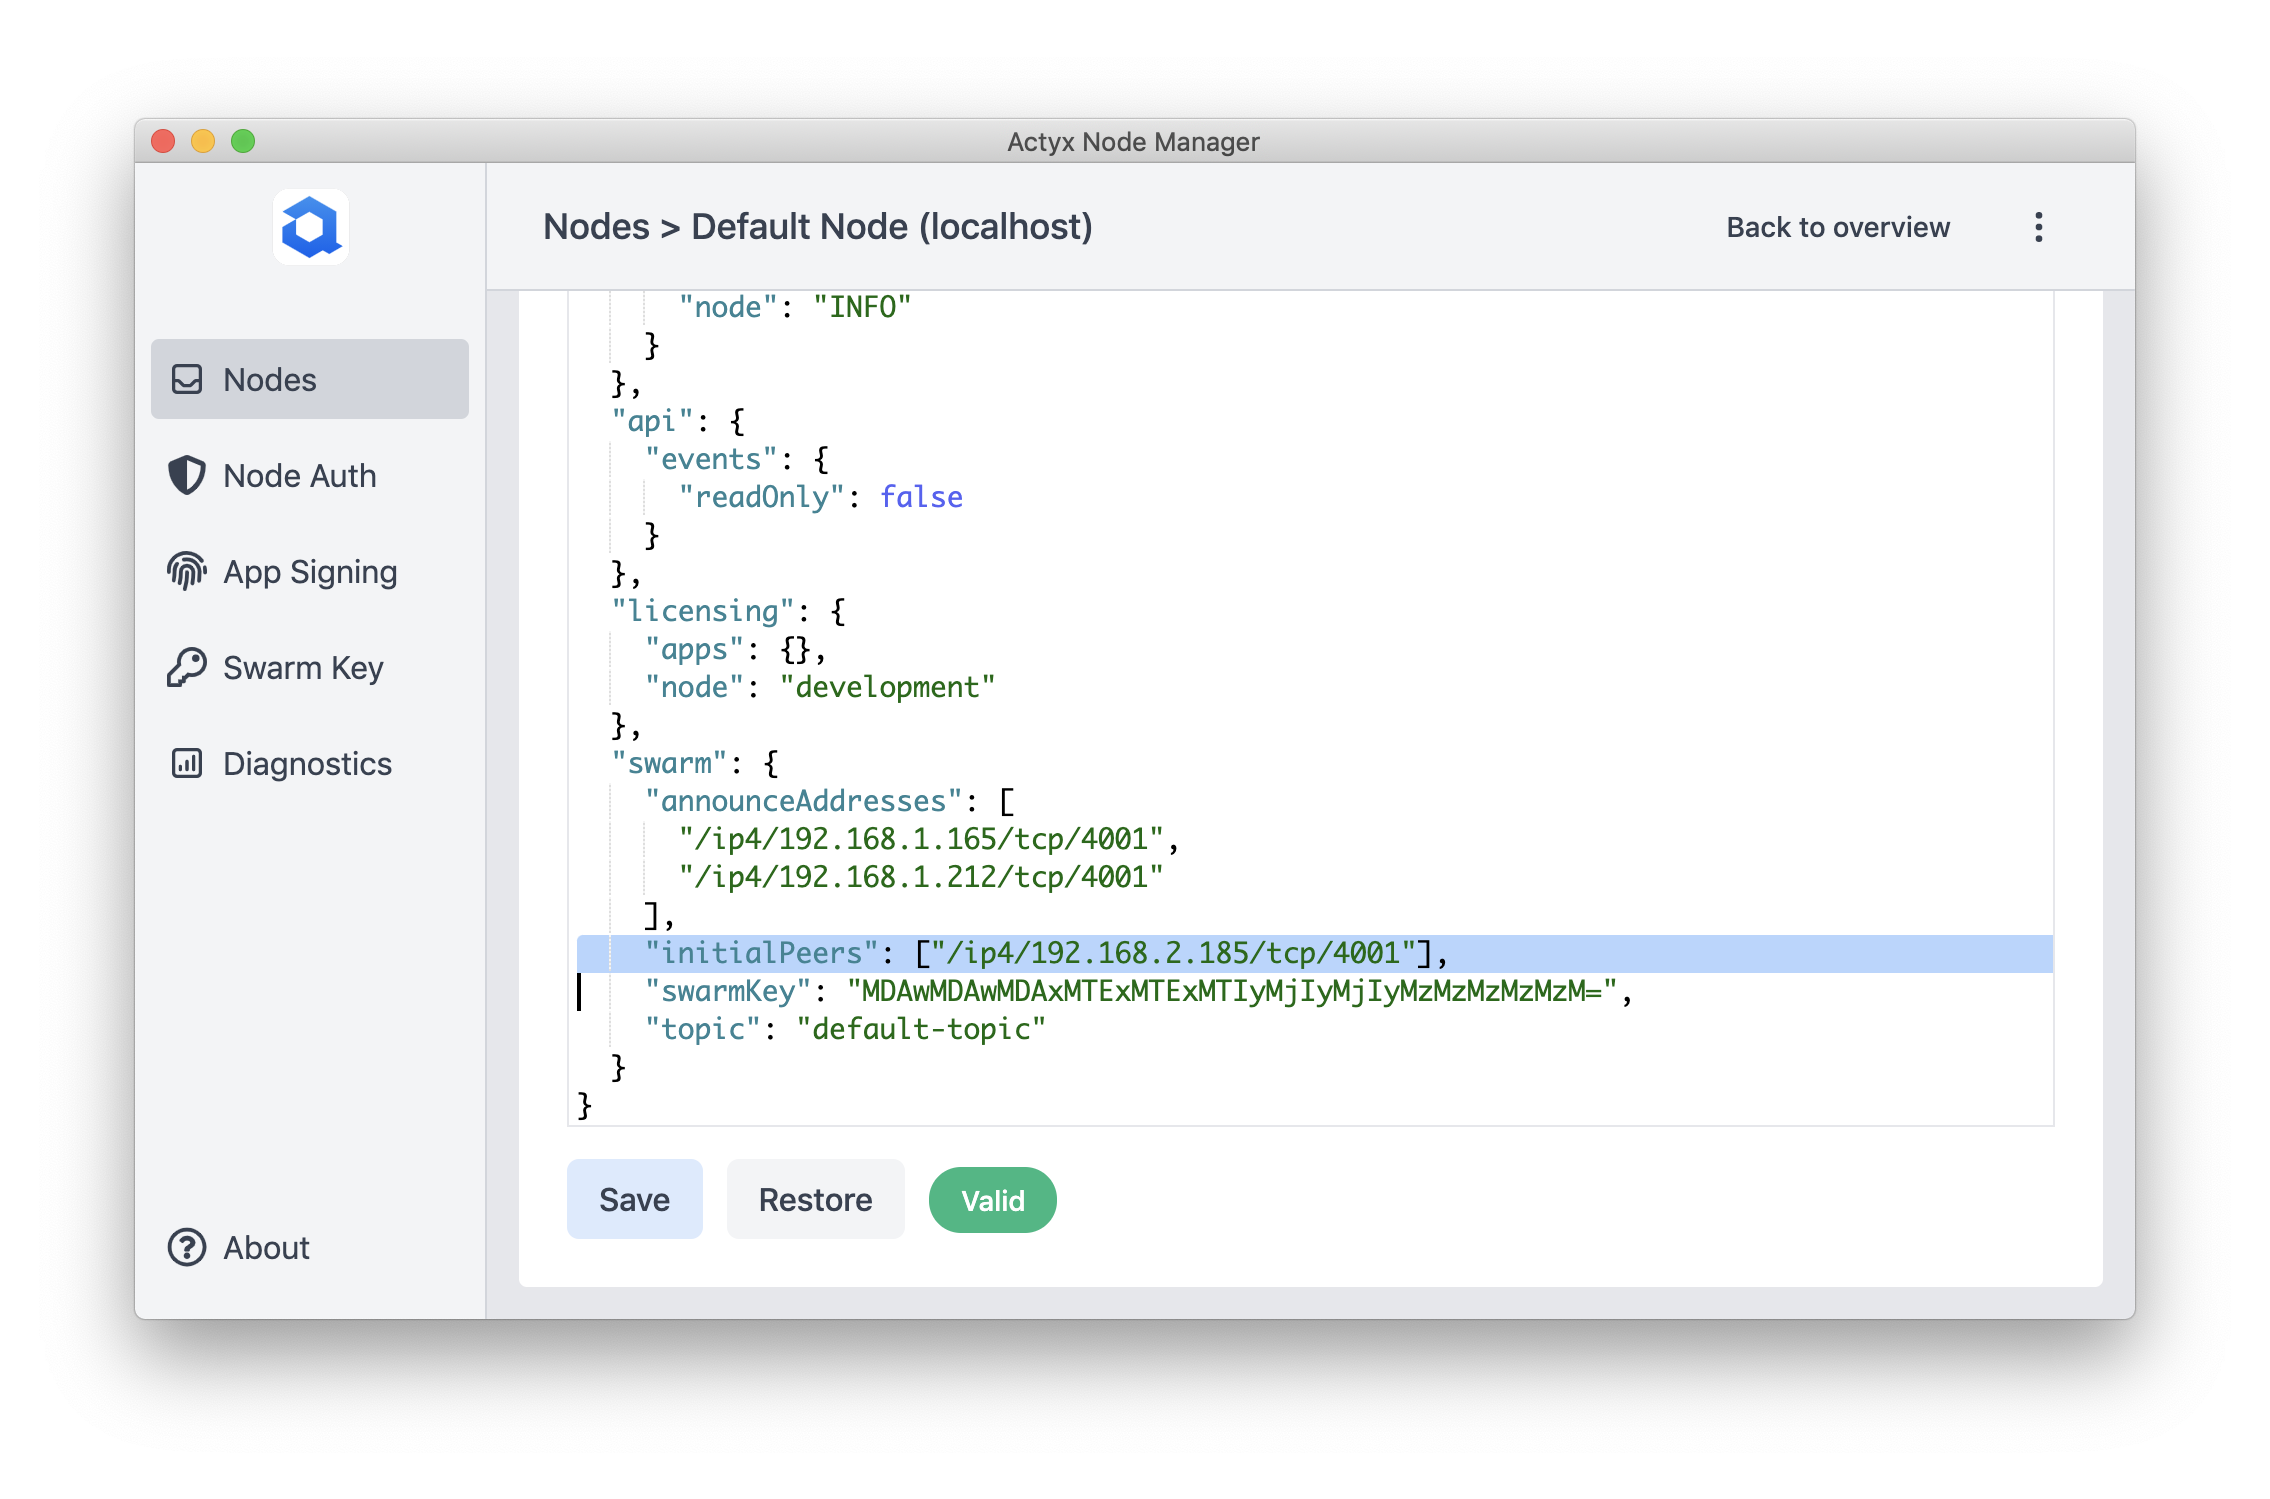 Actyx Node Manager
Nodes > Default Node (localhost)
Back to overview
Nodes
Node Auth
App Signing
Swarm Key
Diagnostics
About
"node": "INFO"
}
},
"api": {
"events": {
"readOnly": false
}
},
"licensing": {
"apps": {},
"node": "development"
},
"swarm": {
"announceAddresses": [
"/ip4/192.168.1.165/tcp/4001",
"/ip4/192.168.1.212/tcp/4001"
],
"initialPeers": ["/ip4/192.168.2.185/tcp/4001"],
"swarmKey": "MDAwMDAwMDAxMTExMTExMTIyMjIyMjIyMzMzMzMzMzM=",
"topic": "default-topic"
}
}
Save
Restore
Valid